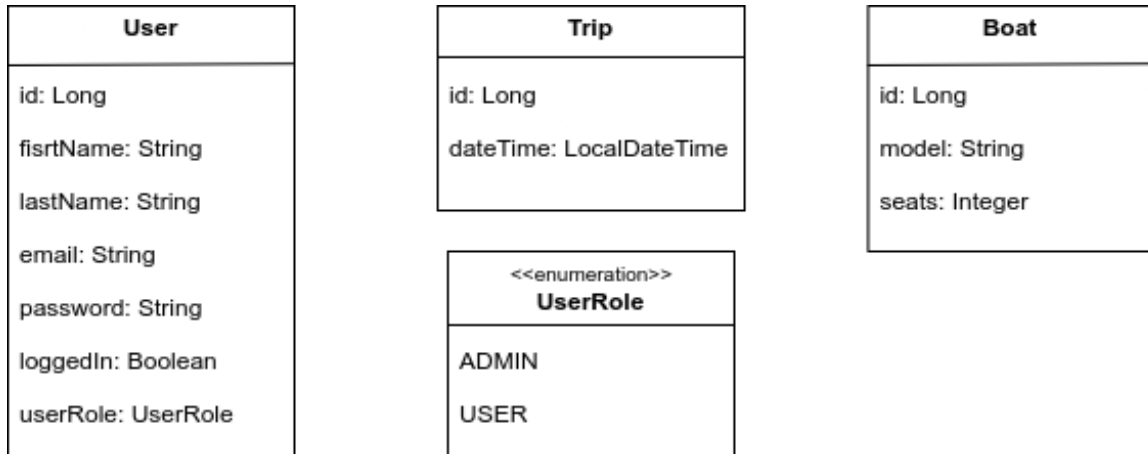 User
id: Long
fisrtName: String
lastName: String
email: String
password: String
loggedIn: Boolean
userRole: UserRole
Trip
id: Long
dateTime: LocalDateTime
<<enumeration>>
UserRole
ADMIN
USER
Boat
id: Long
model: String
seats: Integer